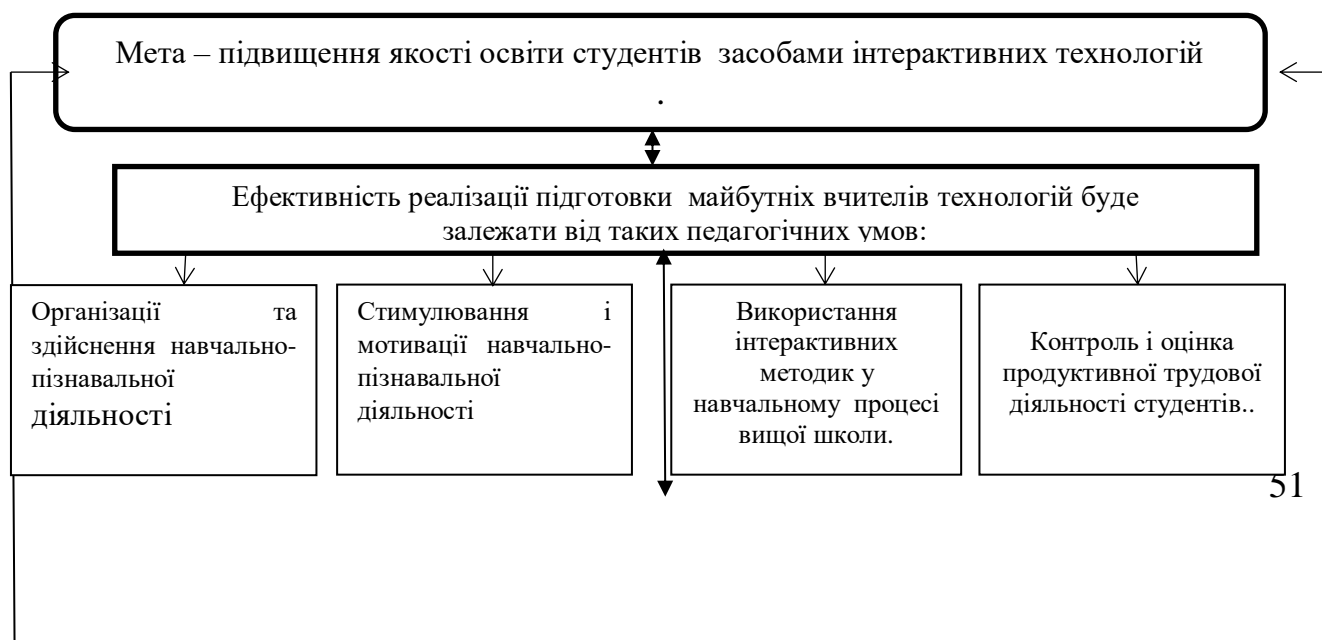 Мета – підвищення якості освіти студентів засобами інтерактивних технологій
.
Ефективність реалізації підготовки майбутніх вчителів технологій буде
залежати від таких педагогічних умов:
Організації та
здійснення навчально-
пізнавальної
діяльності
Стимулювання і
мотивації навчально-
пізнавальної
діяльності
Використання
інтерактивних
методик у
навчальному процесі
вищої школи.
Контроль і оцінка
продуктивної трудової
діяльності студентів..
51